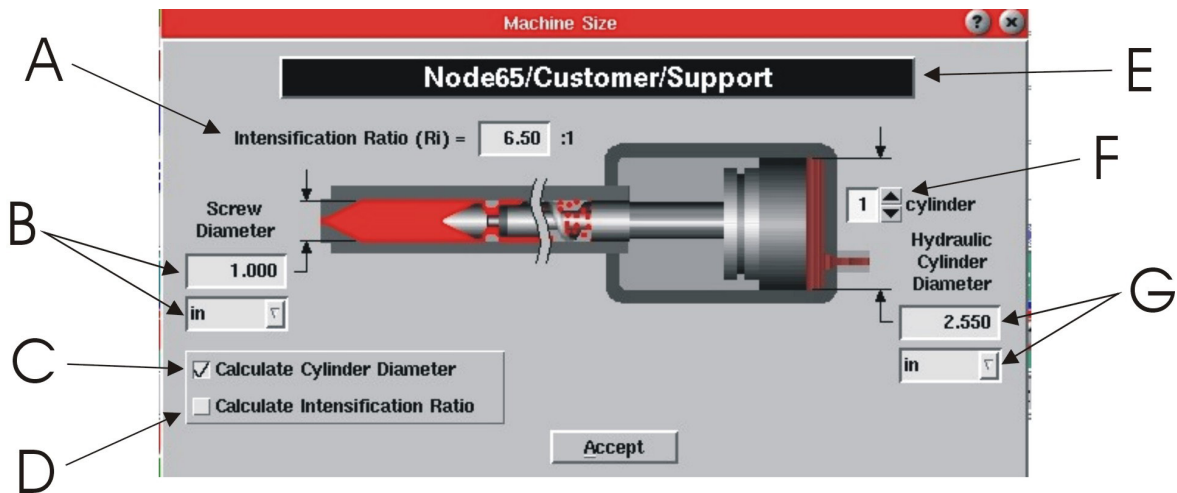 Machine Size
? x
Node65/Customer/Support
Intensification Ratio (Ri) = 6.50 :1
Screw
Diameter
1.000
in
1 cylinder
Hydraulic
Cylinder
Diameter
2.550
in
Calculate Cylinder Diameter
Calculate Intensification Ratio
Accept
A
B
C
D
E
F
G